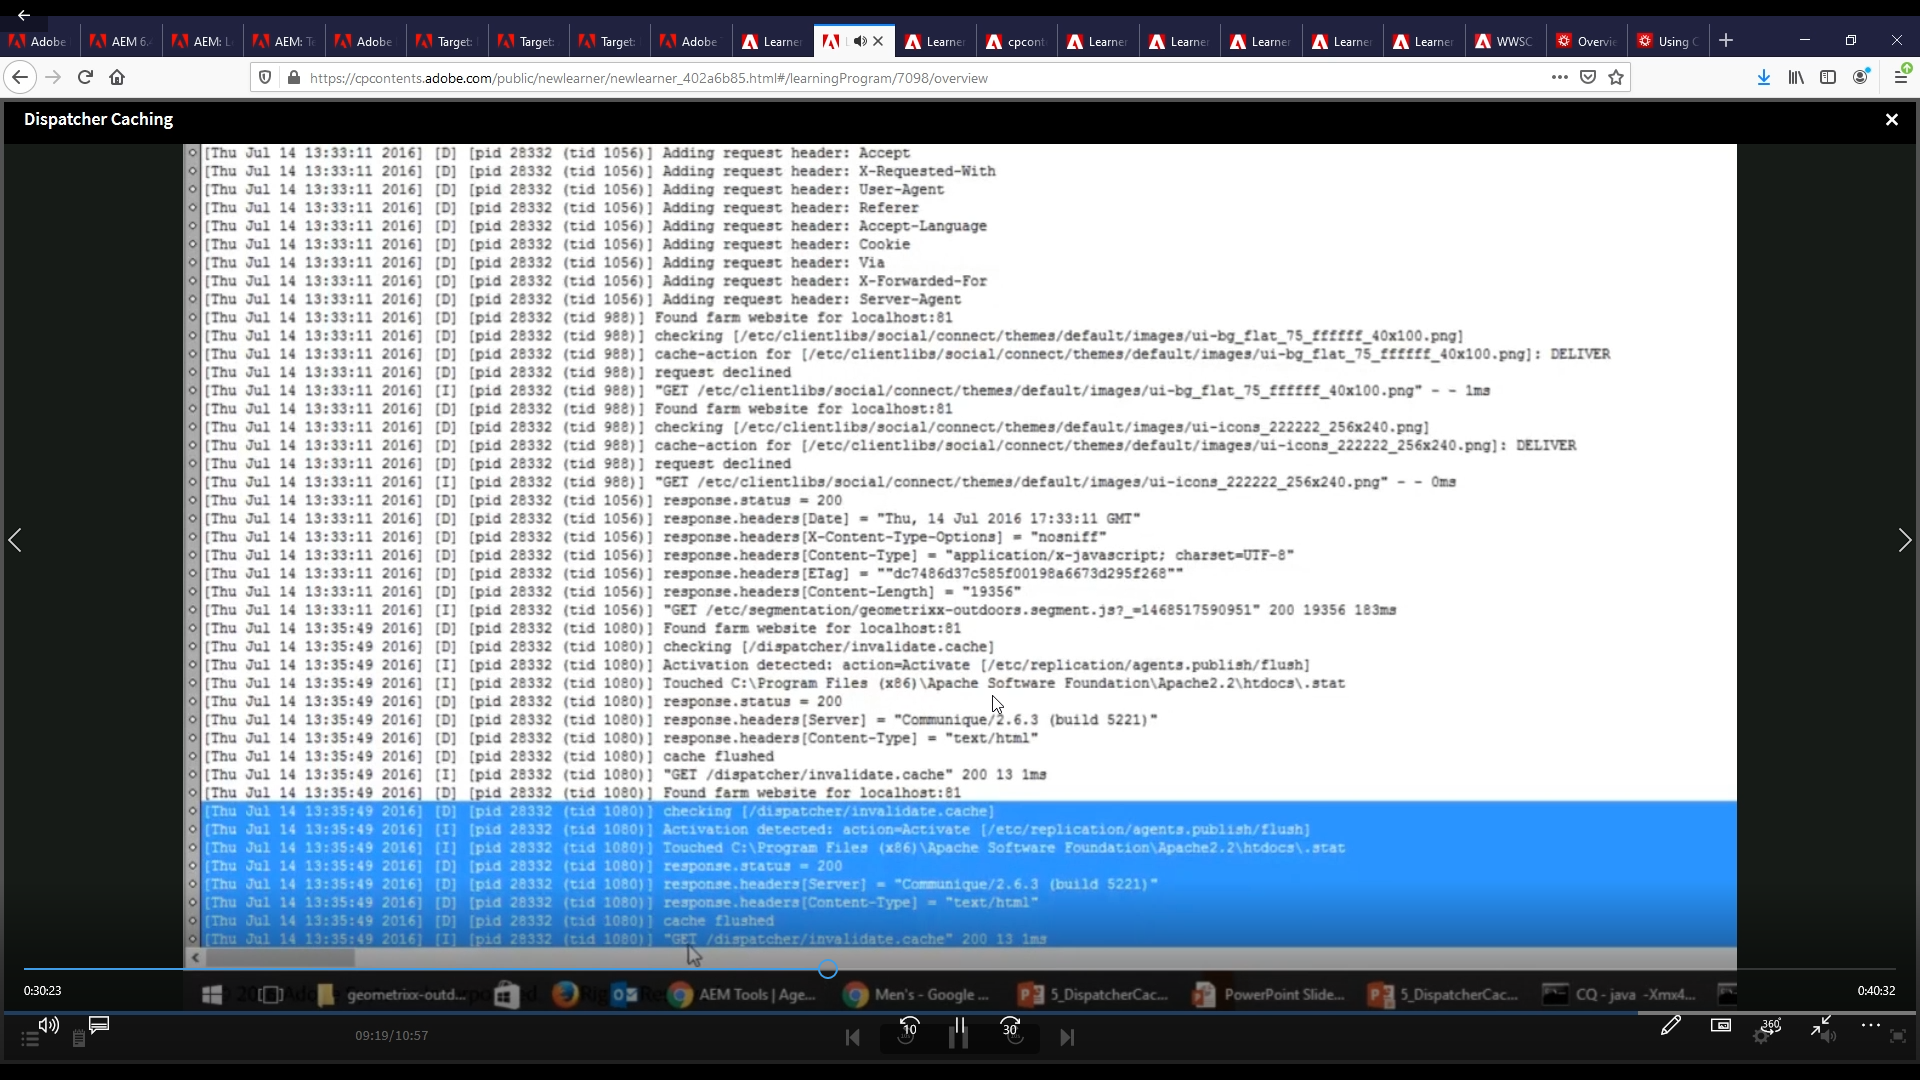 Adobe
AEM 6.
AEM: L
AEM: Te
Adobe
Target:
Target:
Target:
Adobe
Learner
Learner
cpcont
Learner
Learner
Learner
Learner
Learner
WWSC
Overvie
Using C
https://cpcontents.adobe.com/public/newlearner/newlearner_402a6b85.html#/learningProgram/7098/overview
Dispatcher Caching
[Thu Jul 14 13:33:11 2016] [D] [pid 28332 (tid 1056)] Adding request header: Accept
[Thu Jul 14 13:33:11 2016] [D] [pid 28332 (tid 1056)] Adding request header: X-Requested-With
[Thu Jul 14 13:33:11 2016] [D] [pid 28332 (tid 1056)] Adding request header: User-Agent
[Thu Jul 14 13:33:11 2016] [D] [pid 28332 (tid 1056)] Adding request header: Referer
[Thu Jul 14 13:33:11 2016] [D] [pid 28332 (tid 1056)] Adding request header: Accept-Language
[Thu Jul 14 13:33:11 2016] [D] [pid 28332 (tid 1056)] Adding request header: Cookie
[Thu Jul 14 13:33:11 2016] [D] [pid 28332 (tid 1056)] Adding request header: Via
[Thu Jul 14 13:33:11 2016] [D] [pid 28332 (tid 1056)] Adding request header: X-Forwarded-For
[Thu Jul 14 13:33:11 2016] [D] [pid 28332 (tid 1056)] Adding request header: Server-Agent
[Thu Jul 14 13:33:11 2016] [D] [pid 28332 (tid 988)] Found farm website for localhost:81
[Thu Jul 14 13:33:11 2016] [D] [pid 28332 (tid 988)] checking [/etc/clientlibs/social/connect/themes/default/images/ui-bg_flat_75_ffffff_40x100.png]
[Thu Jul 14 13:33:11 2016] [D] [pid 28332 (tid 988)] cache-action for [/etc/clientlibs/social/connect/themes/default/images/ui-bg_flat_75_ffffff_40x100.png]: DELIVER
[Thu Jul 14 13:33:11 2016] [D] [pid 28332 (tid 988)] request declined
[Thu Jul 14 13:33:11 2016] [I] [pid 28332 (tid 988)] "GET /etc/clientlibs/social/connect/themes/default/images/ui-bg_flat_75_ffffff_40x100.png" - - 1ms
[Thu Jul 14 13:33:11 2016] [D] [pid 28332 (tid 988)] Found farm website for localhost:81
[Thu Jul 14 13:33:11 2016] [D] [pid 28332 (tid 988)] checking [/etc/clientlibs/social/connect/themes/default/images/ui-icons_222222_256x240.png]
[Thu Jul 14 13:33:11 2016] [D] [pid 28332 (tid 988)] cache-action for [/etc/clientlibs/social/connect/themes/default/images/ui-icons_222222_256x240.png]: DELIVER
[Thu Jul 14 13:33:11 2016] [D] [pid 28332 (tid 988)] request declined
[Thu Jul 14 13:33:11 2016] [I] [pid 28332 (tid 988)] "GET /etc/clientlibs/social/connect/themes/default/images/ui-icons_222222_256x240.png" - - 0ms
[Thu Jul 14 13:33:11 2016] [D] [pid 28332 (tid 1056)] response.status = 200
[Thu Jul 14 13:33:11 2016] [D] [pid 28332 (tid 1056)] response.headers[Date] = "Thu, 14 Jul 2016 17:33:11 GMT"
[Thu Jul 14 13:33:11 2016] [D] [pid 28332 (tid 1056)] response.headers[X-Content-Type-Options] = "nosniff"
[Thu Jul 14 13:33:11 2016] [D] [pid 28332 (tid 1056)] response.headers[Content-Type] = "application/x-javascript; charset=UTF-8"
[Thu Jul 14 13:33:11 2016] [D] [pid 28332 (tid 1056)] response.headers[ETag] = ""dc7486d37c585f00198a6673d295f268""
[Thu Jul 14 13:33:11 2016] [D] [pid 28332 (tid 1056)] response.headers[Content-Length] = "19356"
[Thu Jul 14 13:33:11 2016] [I] [pid 28332 (tid 1056)] "GET /etc/segmentation/geometrixx-outdoors.segment.js?_=1468517590951" 200 19356 183ms
[Thu Jul 14 13:35:49 2016] [D] [pid 28332 (tid 1080)] Found farm website for localhost:81
[Thu Jul 14 13:35:49 2016] [D] [pid 28332 (tid 1080)] checking [/dispatcher/invalidate.cache]
[Thu Jul 14 13:35:49 2016] [I] [pid 28332 (tid 1080)] Activation detected: action=Activate [/etc/replication/agents.publish/flush]
[Thu Jul 14 13:35:49 2016] [I] [pid 28332 (tid 1080)] Touched C:\Program Files (x86)\Apache Software Foundation\Apache2.2\htdocs\.stat
[Thu Jul 14 13:35:49 2016] [D] [pid 28332 (tid 1080)] response.status = 200
[Thu Jul 14 13:35:49 2016] [D] [pid 28332 (tid 1080)] response.headers[Server] = "Communique/2.6.3 (build 5221)"
[Thu Jul 14 13:35:49 2016] [D] [pid 28332 (tid 1080)] response.headers[Content-Type] = "text/html"
[Thu Jul 14 13:35:49 2016] [D] [pid 28332 (tid 1080)] cache flushed
[Thu Jul 14 13:35:49 2016] [I] [pid 28332 (tid 1080)] "GET /dispatcher/invalidate.cache" 200 13 1ms
[Thu Jul 14 13:35:49 2016] [D] [pid 28332 (tid 1080)] Found farm website for localhost:81
[Thu Jul 14 13:35:49 2016] [D] [pid 28332 (tid 1080)] checking [/dispatcher/invalidate.cache]
[Thu Jul 14 13:35:49 2016] [I] [pid 28332 (tid 1080)] Activation detected: action=Activate [/etc/replication/agents.publish/flush]
[Thu Jul 14 13:35:49 2016] [I] [pid 28332 (tid 1080)] Touched C:\Program Files (x86)\Apache Software Foundation\Apache2.2\htdocs\.stat
[Thu Jul 14 13:35:49 2016] [D] [pid 28332 (tid 1080)] response.status = 200
[Thu Jul 14 13:35:49 2016] [D] [pid 28332 (tid 1080)] response.headers[Server] = "Communique/2.6.3 (build 5221)"
[Thu Jul 14 13:35:49 2016] [D] [pid 28332 (tid 1080)] response.headers[Content-Type] = "text/html"
[Thu Jul 14 13:35:49 2016] [D] [pid 28332 (tid 1080)] cache flushed
[Thu Jul 14 13:35:49 2016] [I] [pid 28332 (tid 1080)] "GET /dispatcher/invalidate.cache" 200 13 1ms
0:30:23
geometrixx-outd...
AEM Tools | Age...
Men's - Google ...
5_DispatcherCac...
PowerPoint Slide...
5_DispatcherCac...
CQ - java -Xmx4...
0:40:32
09:19/10:57
10
30
360